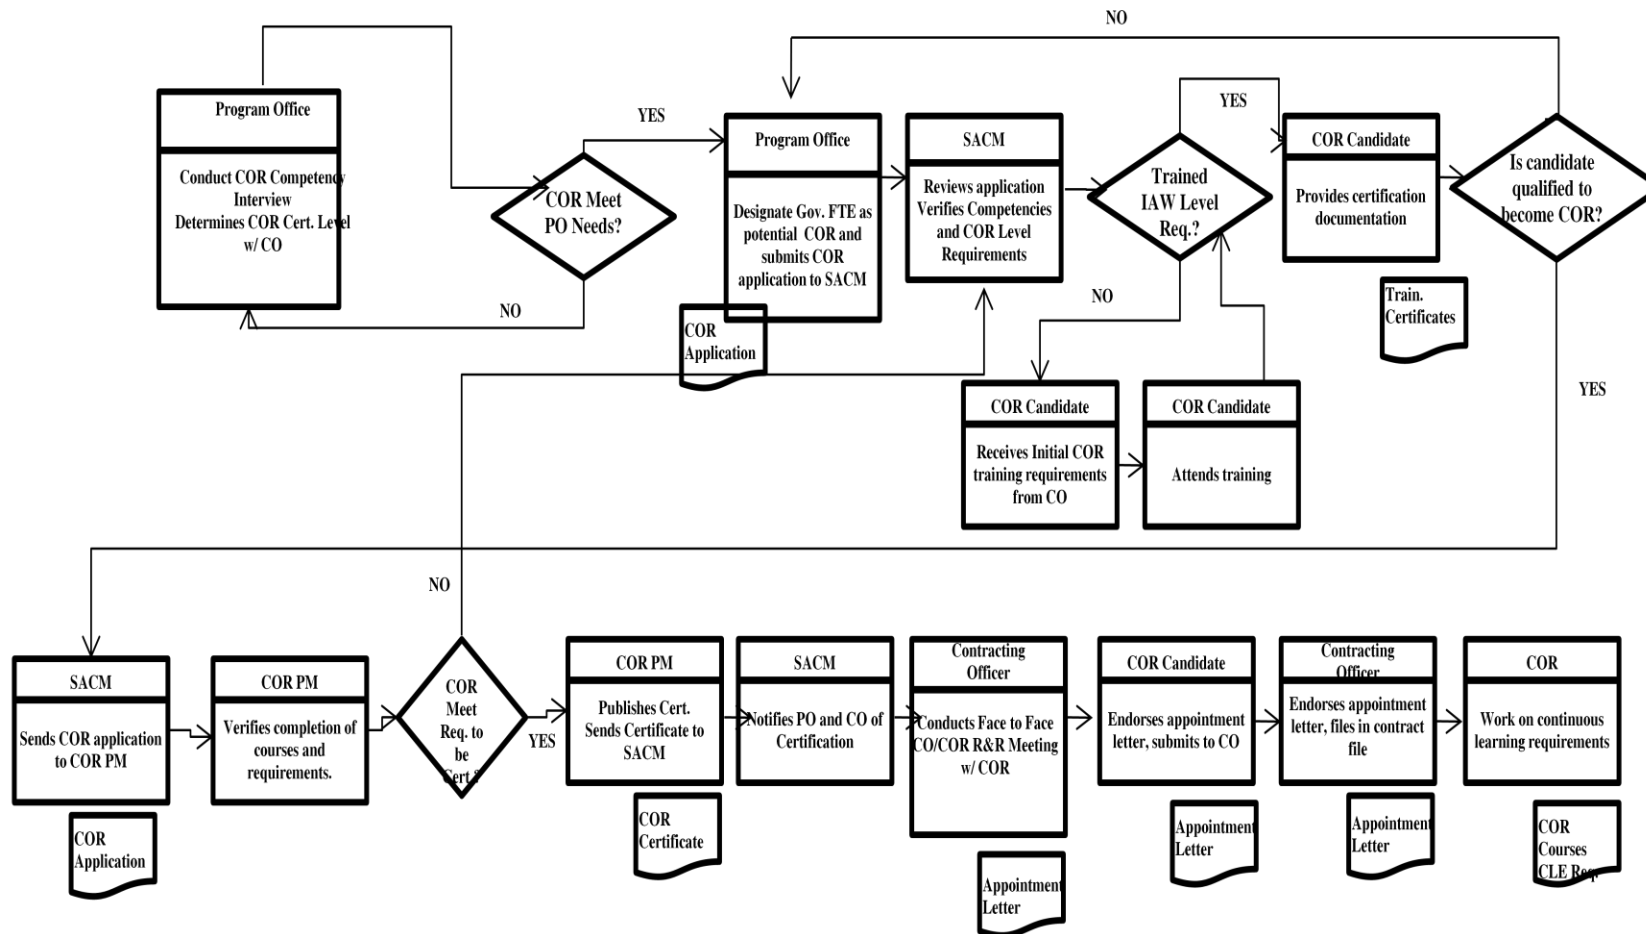 NO
Program Office
Conduct COR Competency
Interview
Determines COR Cert. Level
w/ CO
YES
COR Meet
PO Needs?
NO
Program Office
Designate Gov. FTE as
potential COR and
submits COR
application to SACM
COR
Application
SACM
Reviews application
Verifies Competencies
and COR Level
Requirements
Trained
IAW Level
Req.?
YES
NO
COR Candidate
Provides certification
documentation
Train.
Certificates
Is candidate
qualified to
become COR?
YES
COR Candidate
Receives Initial COR
training requirements
from CO
COR Candidate
Attends training
NO
SACM
Sends COR application
to COR PM
COR
Application
COR PM
Verifies completion of
courses and
requirements.
COR
Meet
Req. to
be
Cert.?
YES
COR PM
Publishes Cert.
Sends Certificate to
SACM
COR
Certificate
SACM
Notifies PO and CO of
Certification
Contracting
Officer
Conducts Face to Face
CO/COR R&R Meeting
w/ COR
Appointment
Letter
COR Candidate
Endorses appointment
letter, submits to CO
Appointment
Letter
Contracting
Officer
Endorses appointment
letter, files in contract
file
Appointment
Letter
COR
Work on continuous
learning requirements
COR
Courses
CLE Req.